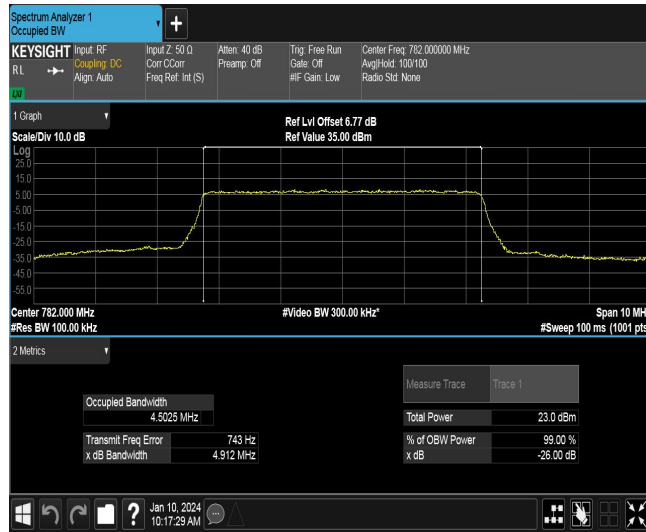 Spectrum Analyzer 1
Occupied BW
+
KEYSIGHT
RL
LXI
Input: RF
Coupling: DC
Align: Auto
Input Z: 50 Ω
Corr CCorr
Freq Ref: Int (S)
Atten: 40 dB
Preamp: Off
Trig: Free Run
Gate: Off
#IF Gain: Low
Center Freq: 782.000000 MHz
Avg|Hold: 100/100
Radio Std: None
1 Graph
Scale/Div 10.0 dB
Ref Lvl Offset 6.77 dB
Ref Value 35.00 dBm
Log
25.0
15.0
5.00
-5.00
-15.0
-25.0
-35.0
-45.0
-55.0
Center 782.000 MHz
#Video BW 300.00 kHz*
Span 10 MH
#Res BW 100.00 kHz
#Sweep 100 ms (1001 pts
2 Metrics
Measure Trace
Trace 1
Occupied Bandwidth
4.5025 MHz
Total Power 23.0 dBm
Transmit Freq Error 743 Hz
% of OBW Power 99.00 %
x dB Bandwidth 4.912 MHz
x dB -26.00 dB
?
Jan 10, 2024
10:17:29 AM